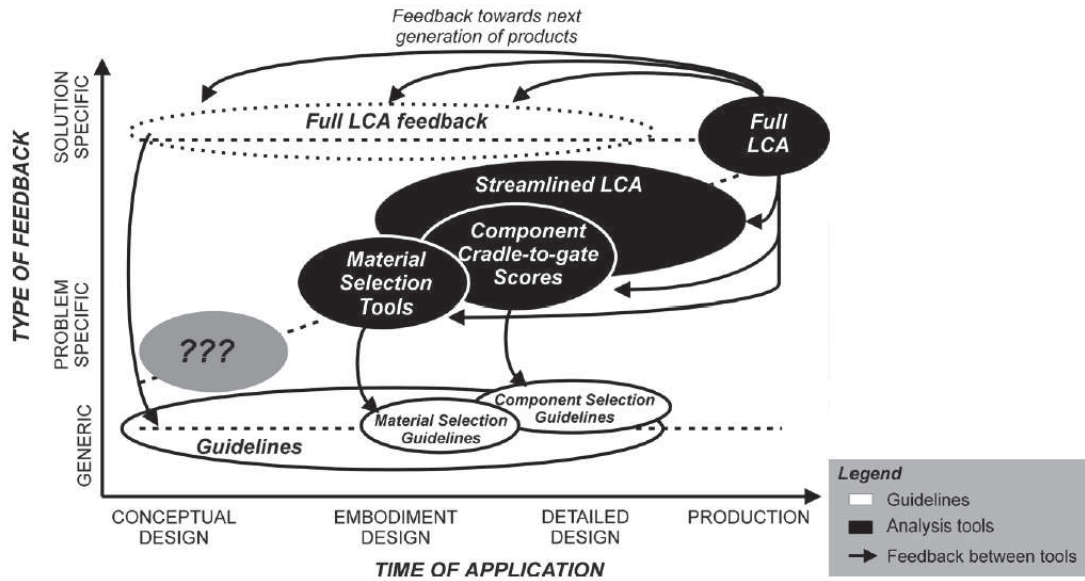 Feedback towards next
generation of products
TYPE OF FEEDBACK
SOLUTION
SPECIFIC
PROBLEM
SPECIFIC
GENERIC
Full LCA feedback
Full
LCA
Streamlined LCA
Component
Cradle-to-gate
Scores
Material
Selection
Tools
???
Component Selection
Guidelines
Material Selection
Guidelines
Guidelines
CONCEPTUAL
DESIGN
EMBODIMENT
DESIGN
DETAILED
DESIGN
PRODUCTION
TIME OF APPLICATION
Legend
Guidelines
Analysis tools
Feedback between tools